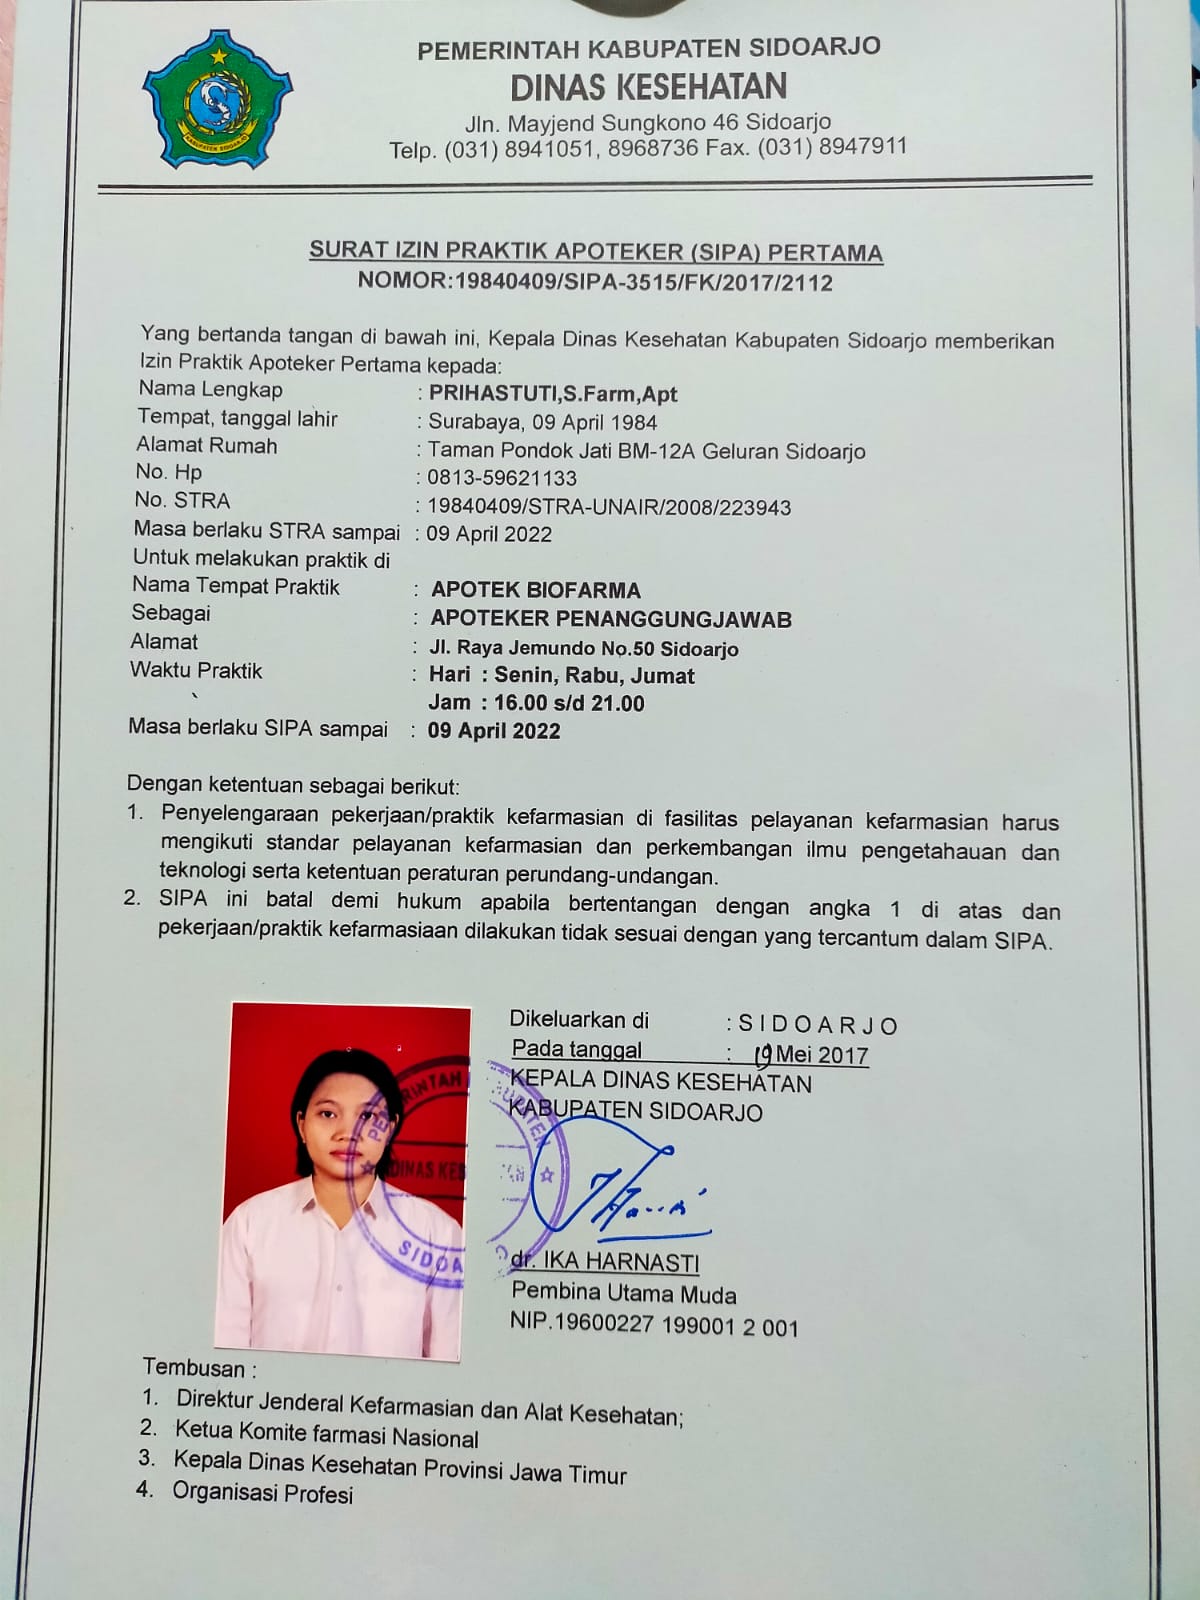 PEMERINTAH KABUPATEN SIDOARJO
DINAS KESEHATAN
Jln. Mayjend Sungkono 46 Sidoarjo
Telp. (031) 8941051, 8968736 Fax. (031) 8947911
KABUPATEN SIDOARJO
SURAT IZIN PRAKTIK APOTEKER (SIPA) PERTAMA
NOMOR:19840409/SIPA-3515/FK/2017/2112
Yang bertanda tangan di bawah ini, Kepala Dinas Kesehatan Kabupaten Sidoarjo memberikan
Izin Praktik Apoteker Pertama kepada:
Nama Lengkap : PRIHASTUTI,S.Farm,Apt
Tempat, tanggal lahir : Surabaya, 09 April 1984
Alamat Rumah : Taman Pondok Jati BM-12A Geluran Sidoarjo
No. Hp : 0813-59621133
No. STRA : 19840409/STRA-UNAIR/2008/223943
Masa berlaku STRA sampai : 09 April 2022
Untuk melakukan praktik di
Nama Tempat Praktik : APOTEK BIOFARMA
Sebagai : APOTEKER PENANGGUNGJAWAB
Alamat : Jl. Raya Jemundo No.50 Sidoarjo
Waktu Praktik : Hari : Senin, Rabu, Jumat
Jam : 16.00 s/d 21.00
Masa berlaku SIPA sampai : 09 April 2022
Dengan ketentuan sebagai berikut:
1. Penyelengaraan pekerjaan/praktik kefarmasian di fasilitas pelayanan kefarmasian harus
mengikuti standar pelayanan kefarmasian dan perkembangan ilmu pengetahauan dan
teknologi serta ketentuan peraturan perundang-undangan.
2. SIPA ini batal demi hukum apabila bertentangan dengan angka 1 di atas dan
pekerjaan/praktik kefarmasiaan dilakukan tidak sesuai dengan yang tercantum dalam SIPA.
Dikeluarkan di : S I D O A R J O
Pada tanggal : 19 Mei 2017
KEPALA DINAS KESEHATAN
KABUPATEN SIDOARJO
dr. IKA HARNASTI
Pembina Utama Muda
NIP.19600227 199001 2 001
Tembusan :
1. Direktur Jenderal Kefarmasian dan Alat Kesehatan;
2. Ketua Komite farmasi Nasional
3. Kepala Dinas Kesehatan Provinsi Jawa Timur
4. Organisasi Profesi